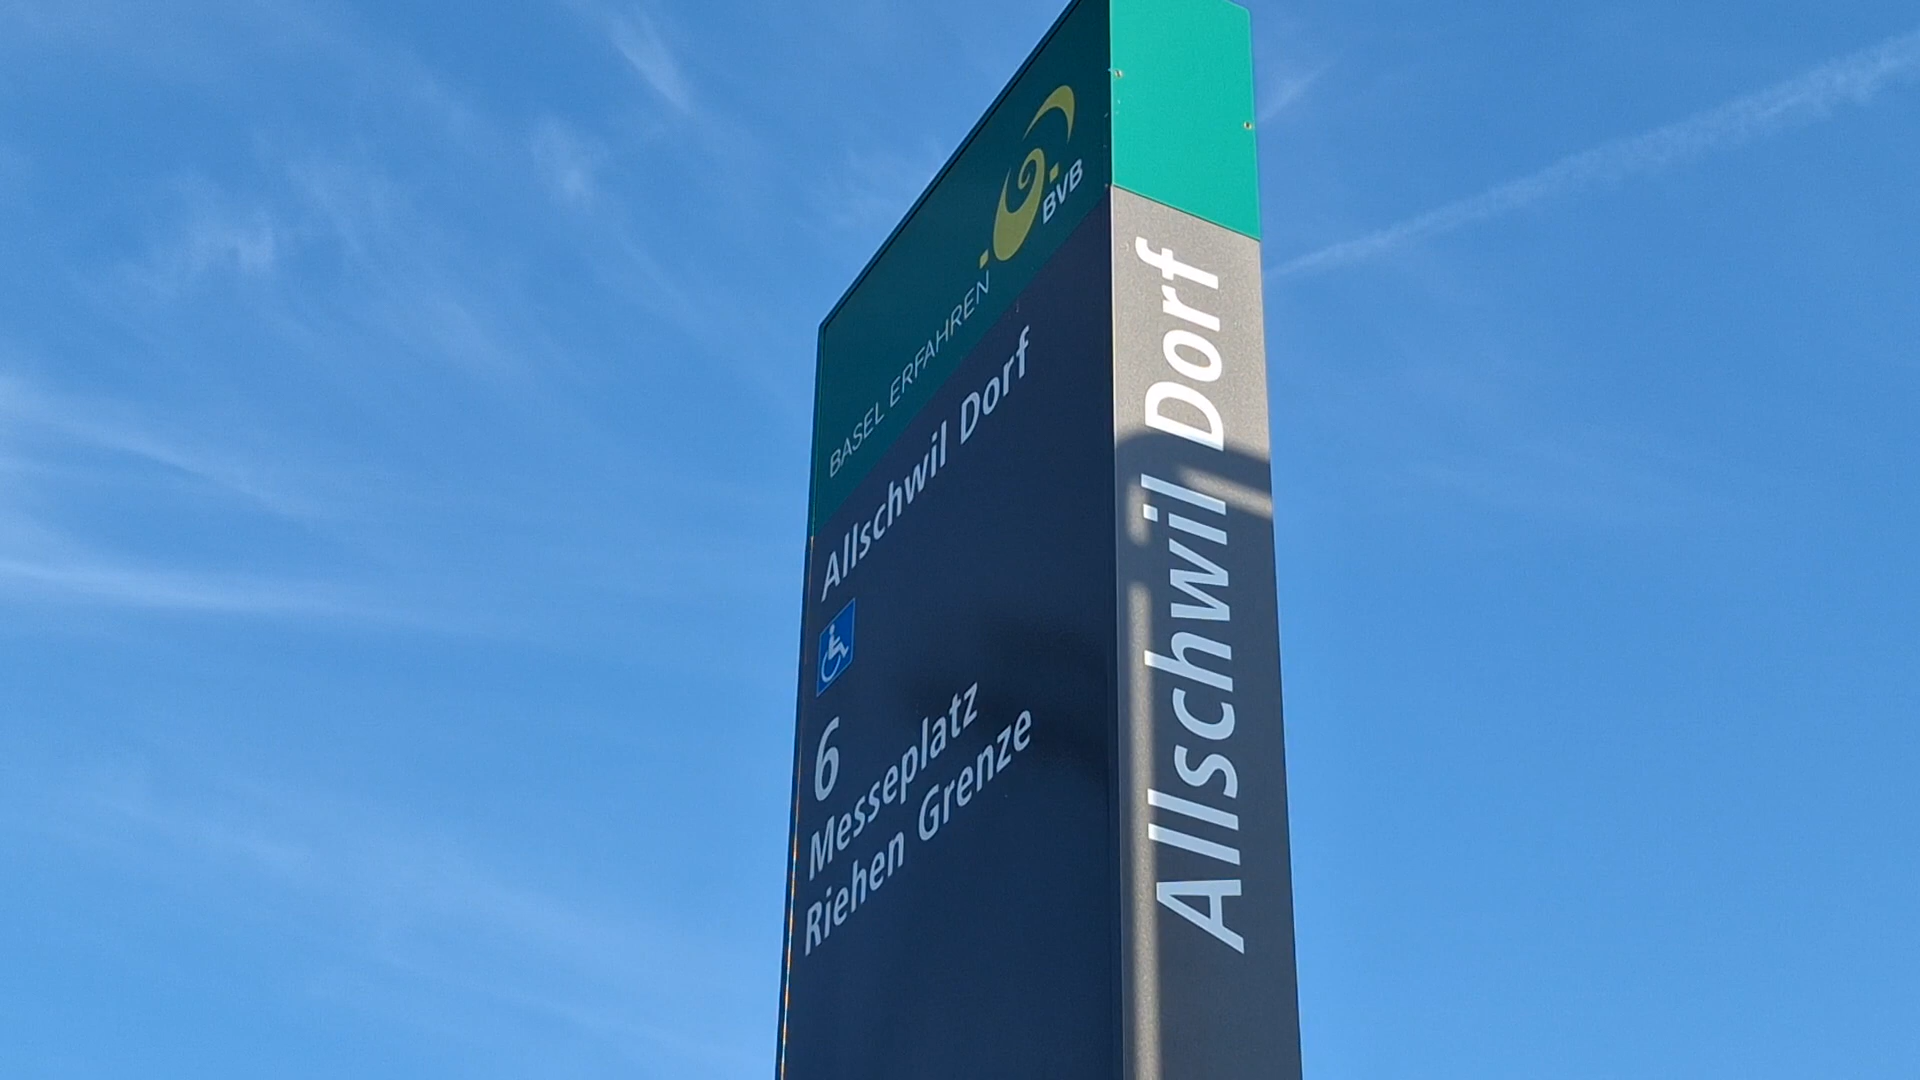 BVB
BASEL ERFAHREN
Allschwil Dorf
6
Messeplatz
Riehen Grenze
Allschwil Dorf